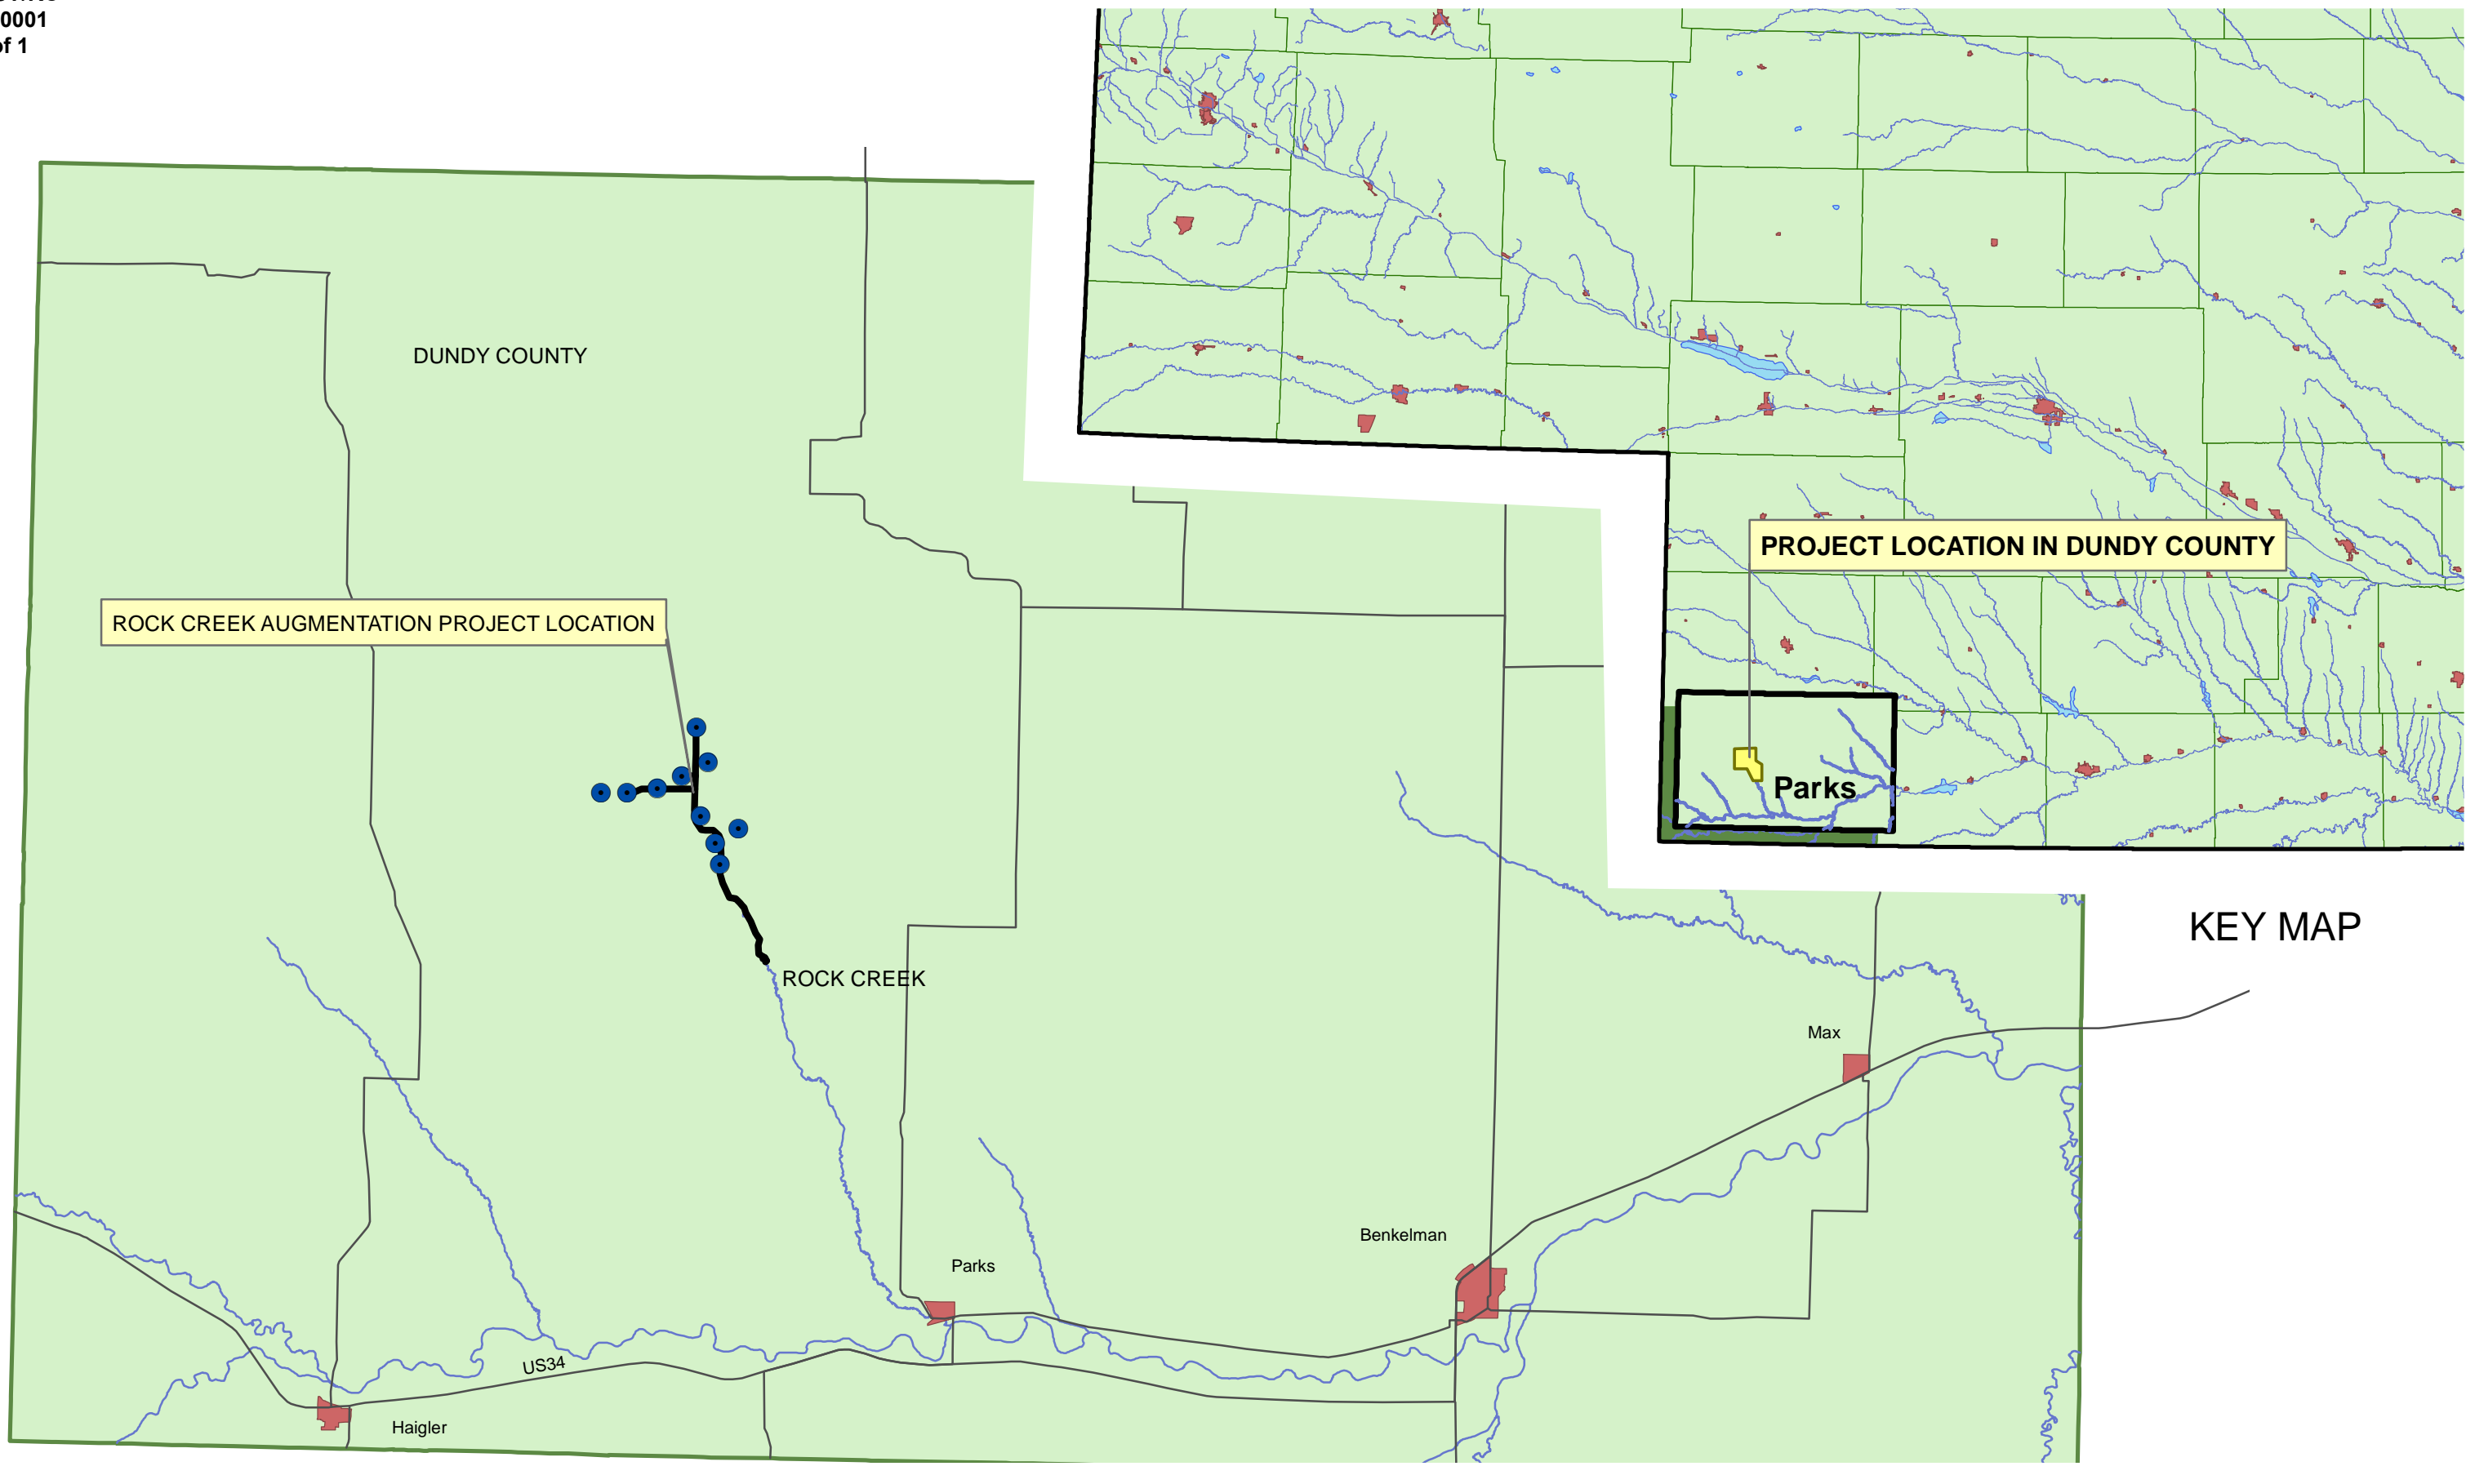 0001
of 1
DUNDY COUNTY
PROJECT LOCATION IN DUNDY COUNTY
ROCK CREEK AUGMENTATION PROJECT LOCATION
Parks
KEY MAP
ROCK CREEK
Max
Benkelman
Parks
US34
Haigler